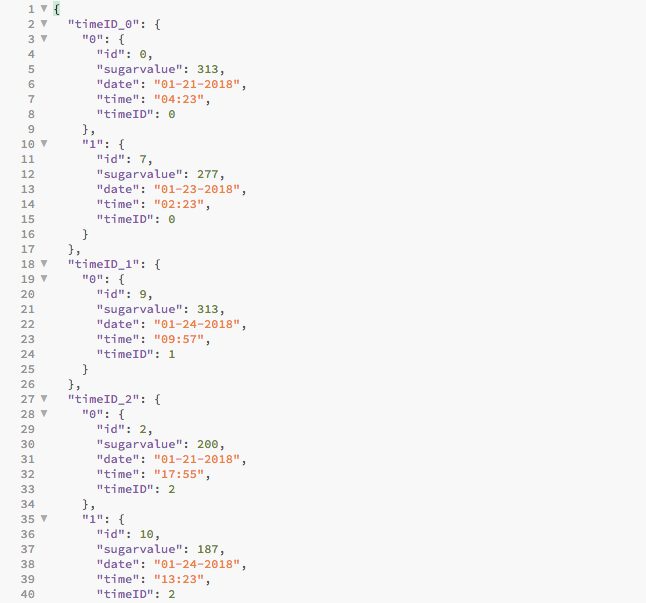 1 {
2 "timeID_0": {
3 "0": {
4 "id": 0,
5 "sugarvalue": 313,
6 "date": "01-21-2018",
7 "time": "04:23",
8 "timeID": 0
9 },
10 "1": {
11 "id": 7,
12 "sugarvalue": 277,
13 "date": "01-23-2018",
14 "time": "02:23",
15 "timeID": 0
16 }
17 },
18 "timeID_1": {
19 "0": {
20 "id": 9,
21 "sugarvalue": 313,
22 "date": "01-24-2018",
23 "time": "09:57",
24 "timeID": 1
25 }
26 },
27 "timeID_2": {
28 "0": {
29 "id": 2,
30 "sugarvalue": 200,
31 "date": "01-21-2018",
32 "time": "17:55",
33 "timeID": 2
34 },
35 "1": {
36 "id": 10,
37 "sugarvalue": 187,
38 "date": "01-24-2018",
39 "time": "13:23",
40 "timeID": 2